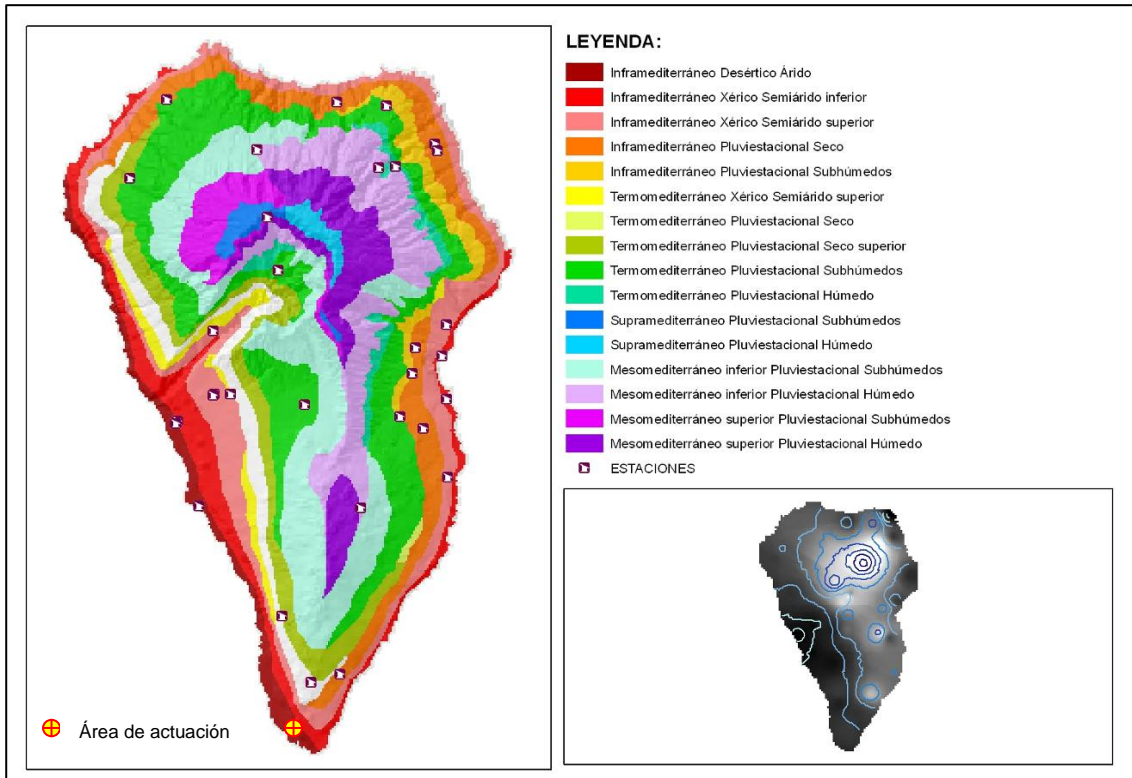 LEYENDA:
Inframediterráneo Desértico Árido
Inframediterráneo Xérico Semiárido inferior
Inframediterráneo Xérico Semiárido superior
Inframediterráneo Pluviestacional Seco
Inframediterráneo Pluviestacional Subhúmedos
Termomediterráneo Xérico Semiárido superior
Termomediterráneo Pluviestacional Seco
Termomediterráneo Pluviestacional Seco superior
Termomediterráneo Pluviestacional Subhúmedos
Termomediterráneo Pluviestacional Húmedo
Supramediterráneo Pluviestacional Subhúmedos
Supramediterráneo Pluviestacional Húmedo
Mesomediterráneo inferior Pluviestacional Subhúmedos
Mesomediterráneo inferior Pluviestacional Húmedo
Mesomediterráneo superior Pluviestacional Subhúmedos
Mesomediterráneo superior Pluviestacional Húmedo
ESTACIONES
Área de actuación